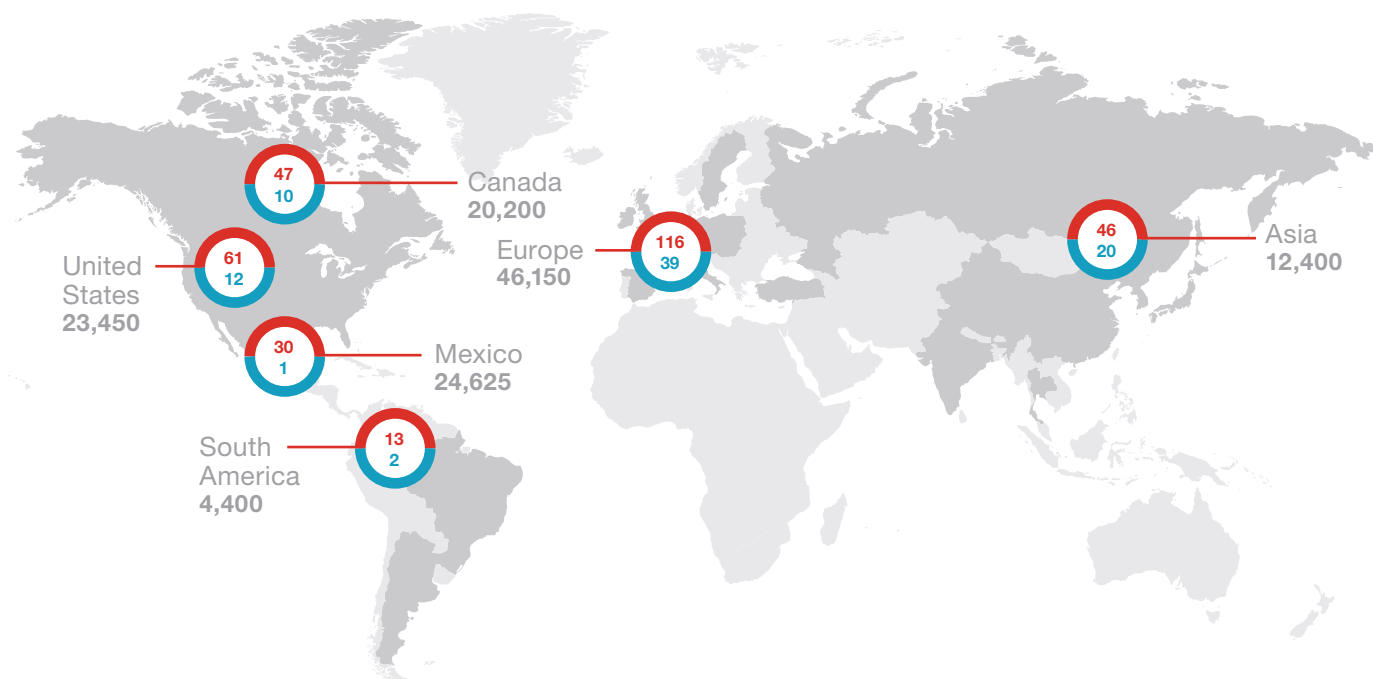 47
10
Canada
20,200
61
12
United
States
23,450
116
39
Europe
46,150
46
20
Asia
12,400
30
1
Mexico
24,625
13
2
South
America
4,400